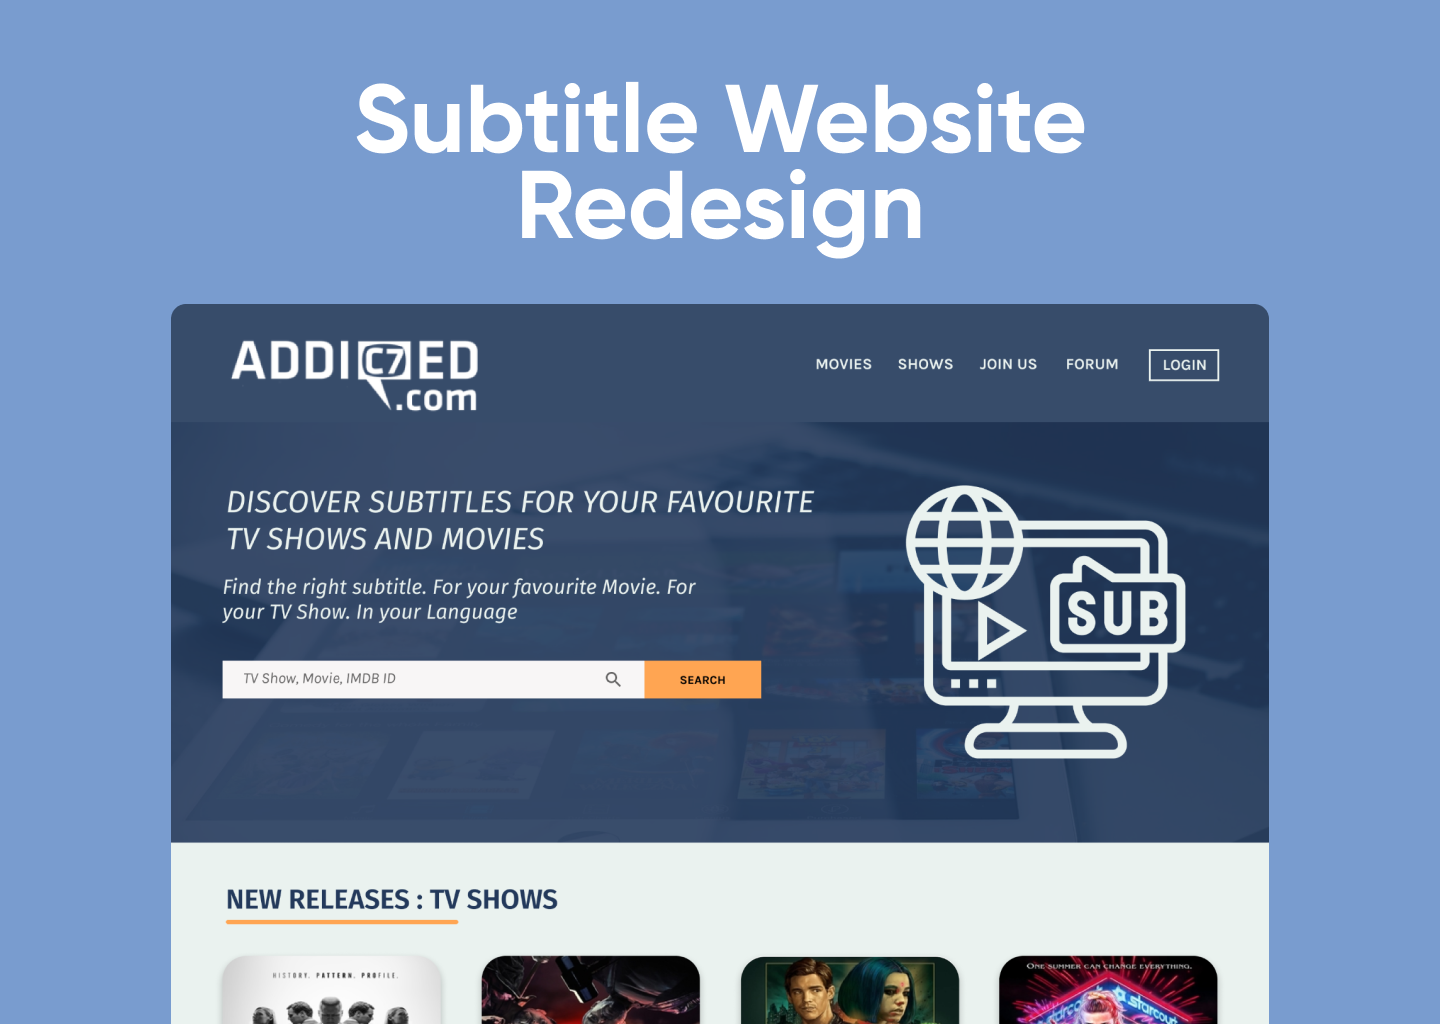 Subtitle Website
Redesign
ADDIC7ED
.com
MOVIES SHOWS JOIN US FORUM LOGIN
DISCOVER SUBTITLES FOR YOUR FAVOURITE
TV SHOWS AND MOVIES
Find the right subtitle. For your favourite Movie. For
your TV Show. In your Language
SUB
TV Show, Movie, IMDB ID SEARCH
NEW RELEASES : TV SHOWS
HISTORY. PATTERN. PROFILE.
ONE SUMMER CAN CHANGE EVERYTHING.
starcourt